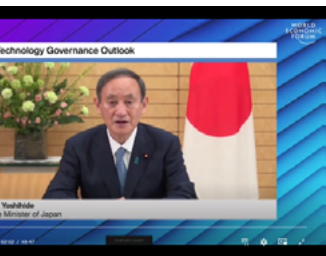 WORLD
ECONOMIC
FORUM
Technology Governance Outlook
Yoshihide
Minister of Japan